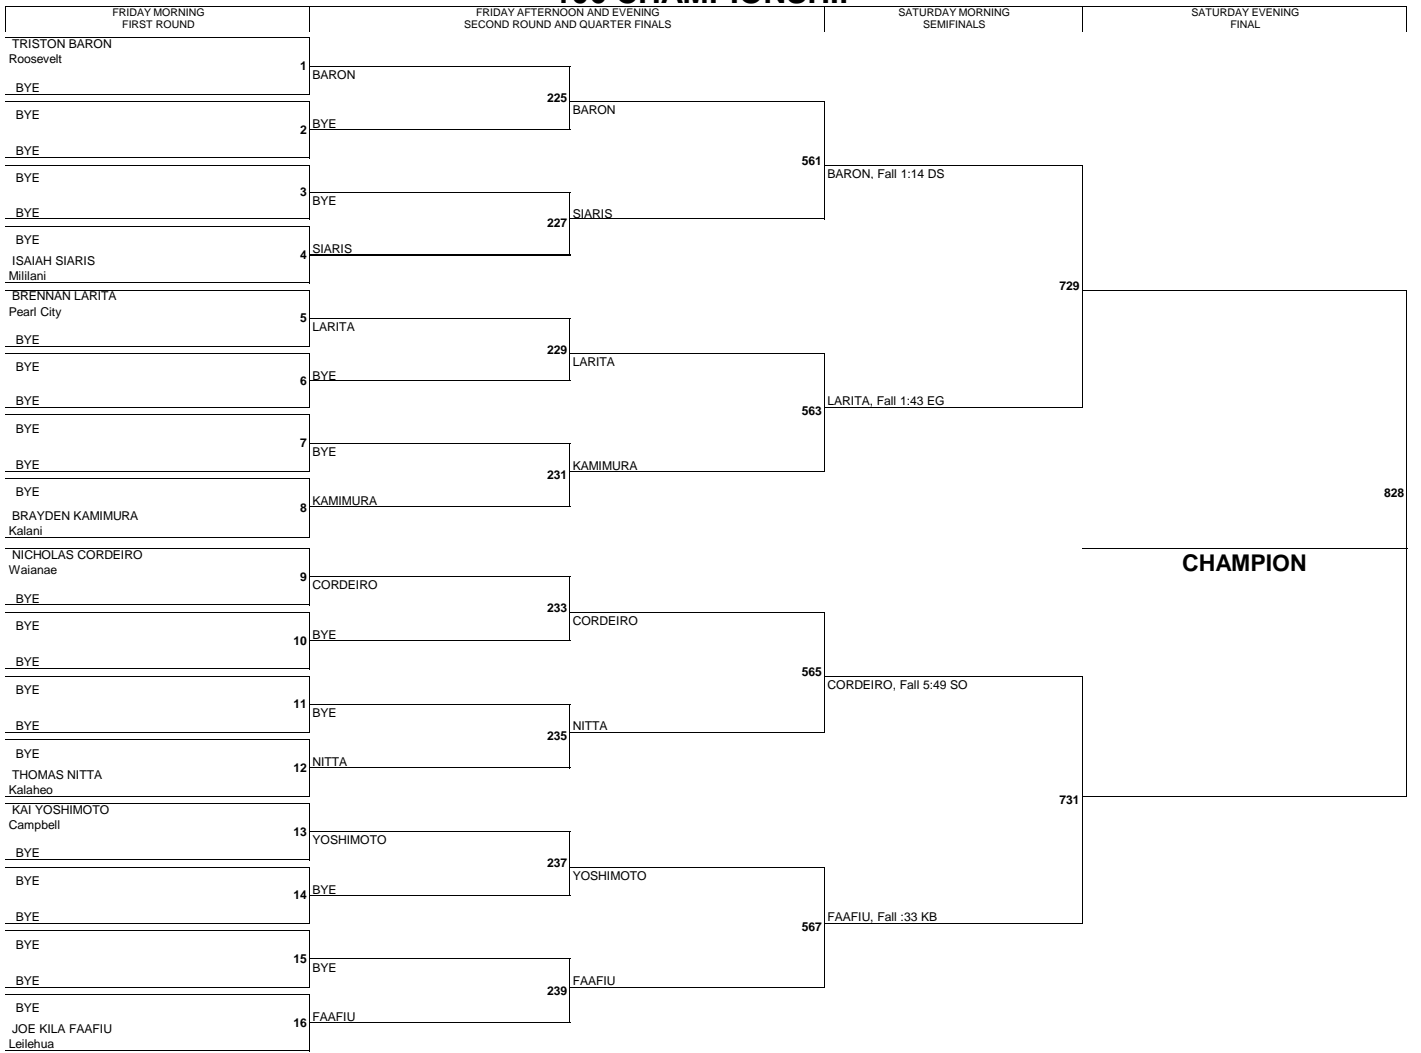 FRIDAY MORNING
FIRST ROUND
FRIDAY AFTERNOON AND EVENING
SECOND ROUND AND QUARTER FINALS
SATURDAY MORNING
SEMIFINALS
SATURDAY EVENING
FINAL
TRISTON BARON
Roosevelt
1
BYE
BYE
2
BYE
BYE
3
BYE
BYE
4
ISAIAH SIARIS
Mililani
BRENNAN LARITA
Pearl City
5
BYE
BYE
6
BYE
BYE
7
BYE
BYE
8
BRAYDEN KAMIMURA
Kalani
NICHOLAS CORDEIRO
Waianae
9
BYE
BYE
10
BYE
BYE
11
BYE
BYE
12
THOMAS NITTA
Kalaheo
KAI YOSHIMOTO
Campbell
13
BYE
BYE
14
BYE
BYE
15
BYE
BYE
16
JOE KILA FAAFIU
Leilehua
BARON
225
BYE
BYE
227
SIARIS
LARITA
229
BYE
BYE
231
KAMIMURA
CORDEIRO
233
BYE
BYE
235
NITTA
YOSHIMOTO
237
BYE
BYE
239
FAAFIU
BARON
561
SIARIS
LARITA
563
KAMIMURA
CORDEIRO
565
NITTA
YOSHIMOTO
567
FAAFIU
BARON, Fall 1:14 DS
729
LARITA, Fall 1:43 EG
CORDEIRO, Fall 5:49 SO
731
FAAFIU, Fall :33 KB
828
CHAMPION